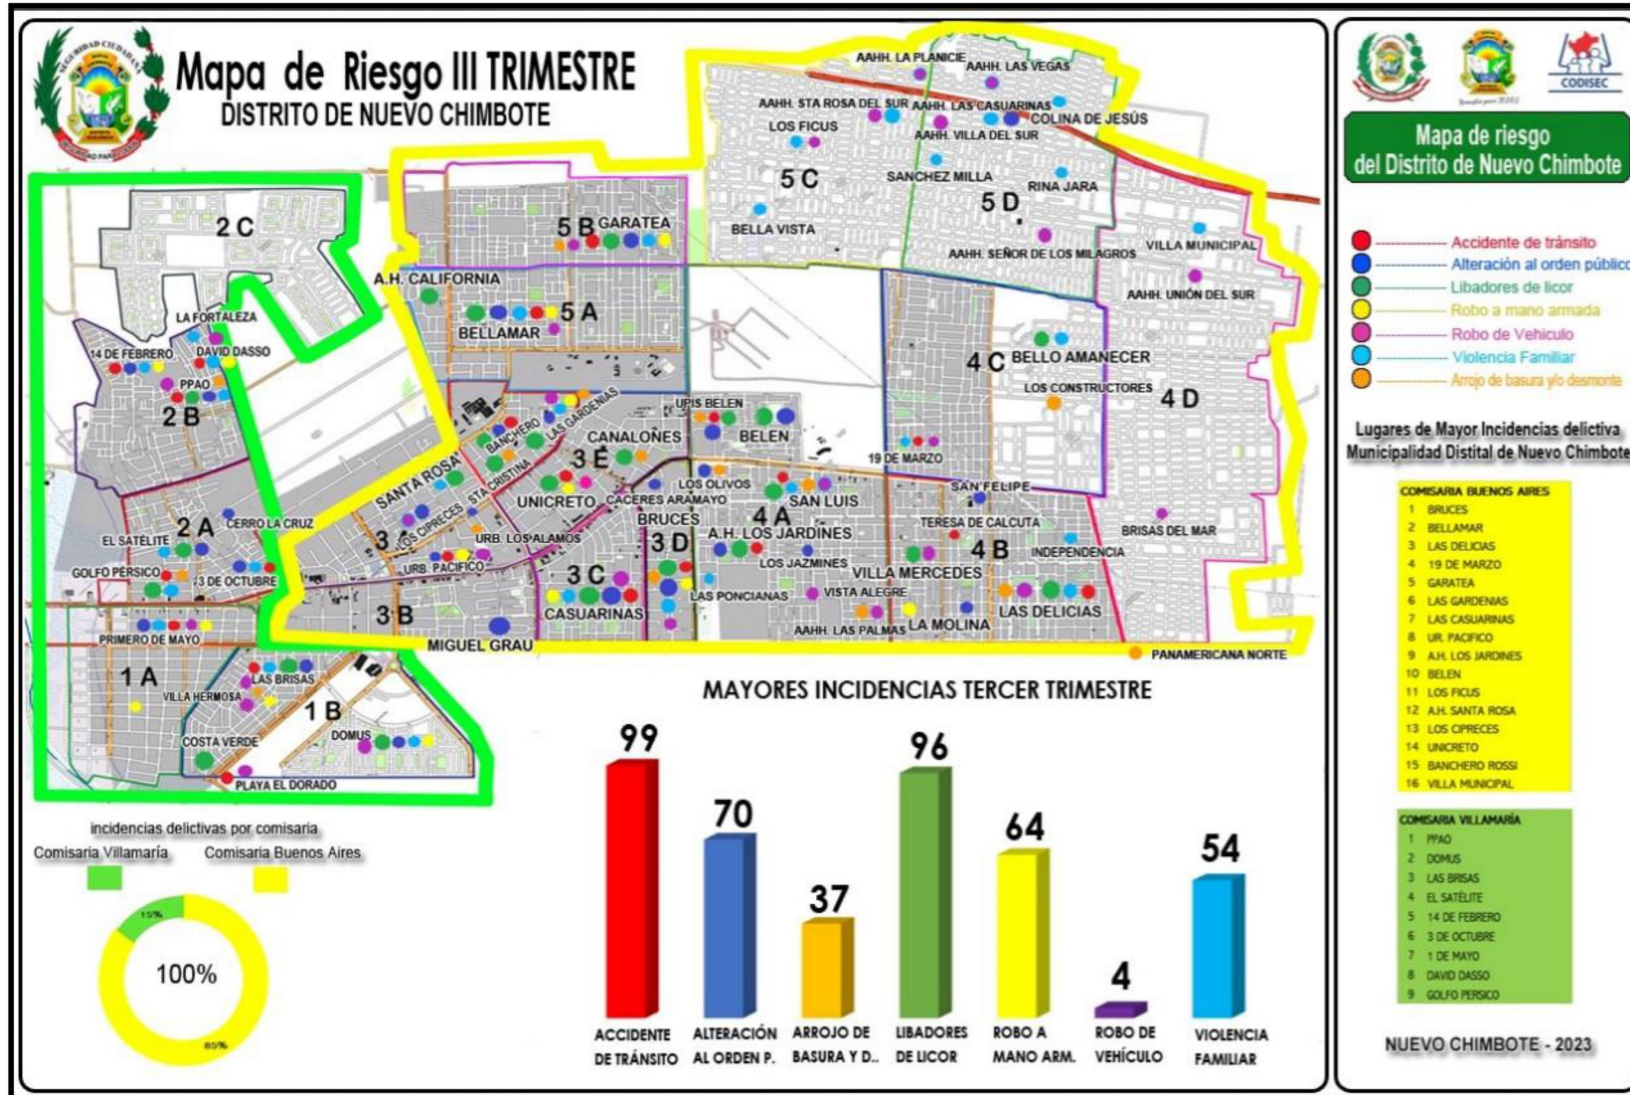 SEGURIDAD CIUDADANA
SEGURIDAD PARA TODOS
Mapa de Riesgo III TRIMESTRE
DISTRITO DE NUEVO CHIMBOTE
AAHH. LA PLANICIE
AAHH. LAS VEGAS
AAHH. STA ROSA DEL SUR
AAHH. LAS CASUARINAS
COLINA DE JESÚS
LOS FICUS
AAHH. VILLA DEL SUR
5 C
SANCHEZ MILLA
RINA JARA
5 D
BELLA VISTA
AAHH. SEÑOR DE LOS MILAGROS
VILLA MUNICIPAL
AAHH. UNIÓN DEL SUR
2 C
5 B
GARATEA
A.H. CALIFORNIA
5 A
BELLAMAR
LA FORTALEZA
14 DE FEBRERO
DAVID DASSO
PPAO
2 B
4 C
BELLO AMANECER
LOS CONSTRUCTORES
4 D
LAS GARDENIAS
BANCHERO
UPIS BELEN
BELEN
CANALONES
3 E
19 DE MARZO
SANTA ROSA
STA CRISTINA
UNICRETO
CACERES ARAMAYO
LOS OLIVOS
SAN LUIS
SAN FELIPE
2 A
CERRO LA CRUZ
EL SATÉLITE
3 A
LOS CIPRECES
URB. LOS ALAMOS
BRUCES
4 A
A.H. LOS JARDINES
TERESA DE CALCUTA
BRISAS DEL MAR
GOLFO PÉRSICO
3 DE OCTUBRE
URB. PACIFICO
3 C
3 D
LOS JAZMINES
VILLA MERCEDES
4 B
INDEPENDENCIA
3 B
CASUARINAS
LAS PONCIANAS
VISTA ALEGRE
LAS DELICIAS
PRIMERO DE MAYO
MIGUEL GRAU
AAHH. LAS PALMAS
LA MOLINA
PANAMERICANA NORTE
1 A
LAS BRISAS
VILLA HERMOSA
1 B
COSTA VERDE
DOMUS
PLAYA EL DORADO
incidencias delictivas por comisaria
Comisaria Villamaría
Comisaria Buenos Aires
15%
100%
85%
MAYORES INCIDENCIAS TERCER TRIMESTRE
99
70
37
96
64
4
54
ACCIDENTE DE TRÁNSITO
ALTERACIÓN AL ORDEN P.
ARROJO DE BASURA Y D..
LIBADORES DE LICOR
ROBO A MANO ARM.
ROBO DE VEHÍCULO
VIOLENCIA FAMILIAR
CODISEC
Mapa de riesgo
del Distrito de Nuevo Chimbote
Accidente de tránsito
Alteración al orden público
Libadores de licor
Robo a mano armada
Robo de Vehiculo
Violencia Familiar
Arrojo de basura y/o desmonte
Lugares de Mayor Incidencias delictiva
Municipalidad Distital de Nuevo Chimbote
COMISARIA BUENOS AIRES
1 BRUCES
2 BELLAMAR
3 LAS DELICIAS
4 19 DE MARZO
5 GARATEA
6 LAS GARDENIAS
7 LAS CASUARINAS
8 UR. PACIFICO
9 A.H. LOS JARDINES
10 BELEN
11 LOS FICUS
12 A.H. SANTA ROSA
13 LOS CIPRECES
14 UNICRETO
15 BANCHERO ROSSI
16 VILLA MUNICIPAL
COMISARIA VILLAMARÍA
1 PPAO
2 DOMUS
3 LAS BRISAS
4 EL SATÉLITE
5 14 DE FEBRERO
6 3 DE OCTUBRE
7 1 DE MAYO
8 DAVID DASSO
9 GOLFO PERSICO
NUEVO CHIMBOTE - 2023